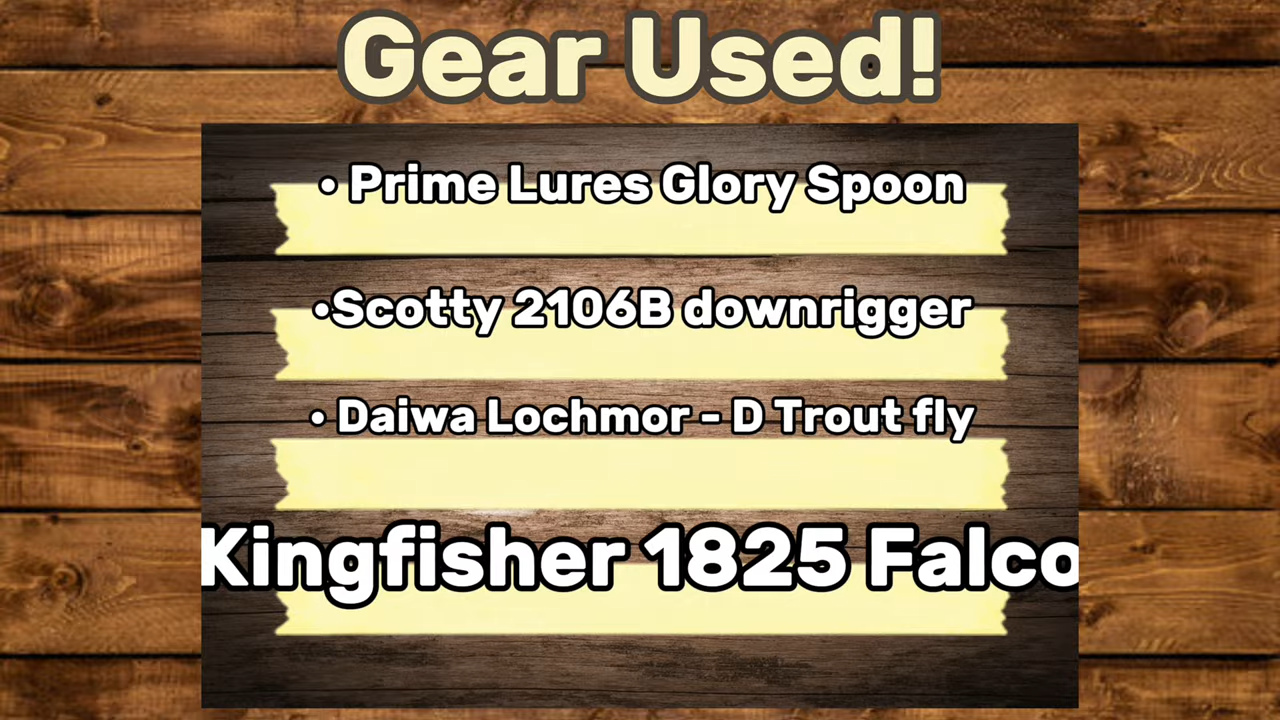 Gear Used!
• Prime Lures Glory Spoon
•Scotty 2106B downrigger
• Daiwa Lochmor - D Trout fly
Kingfisher 1825 Falco